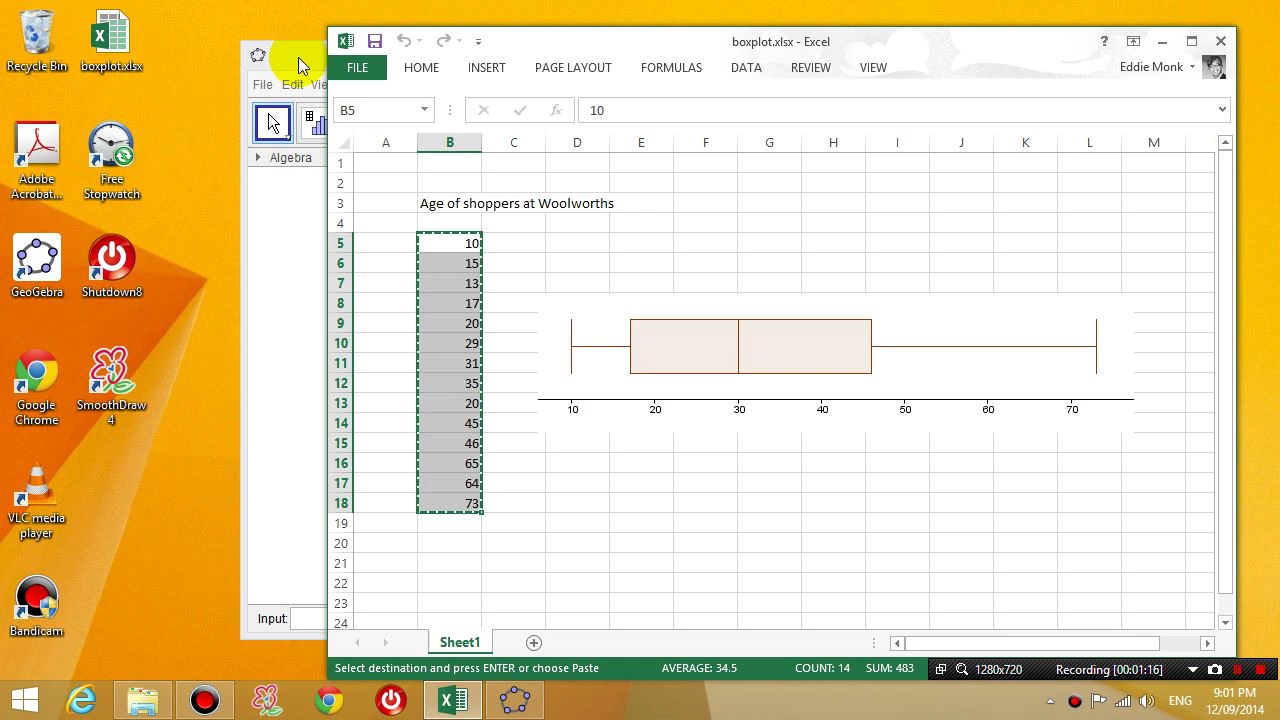 Recycle Bin
boxplot.xlsx
Adobe
Acrobat...
Free
Stopwatch
GeoGebra
Shutdown8
Google
Chrome
SmoothDraw
4
VLC media
player
Bandicam
File Edit Vie
Algebra
Input:
boxplot.xlsx - Excel
?
FILE HOME INSERT PAGE LAYOUT FORMULAS DATA REVIEW VIEW
Eddie Monk
B5
fx
10
A B C D E F G H I J K L M
1
2
3 Age of shoppers at Woolworths
4
5 10
6 15
7 13
8 17
9 20
10 29
11 31
12 35
13 20
14 45
15 46
16 65
17 64
18 73
19
20
21
22
23
24
10 20 30 40 50 60 70
Sheet1
Select destination and press ENTER or choose Paste AVERAGE: 34.5 COUNT: 14 SUM: 483
1280x720 Recording [00:01:16]
ENG
9:01 PM
12/09/2014